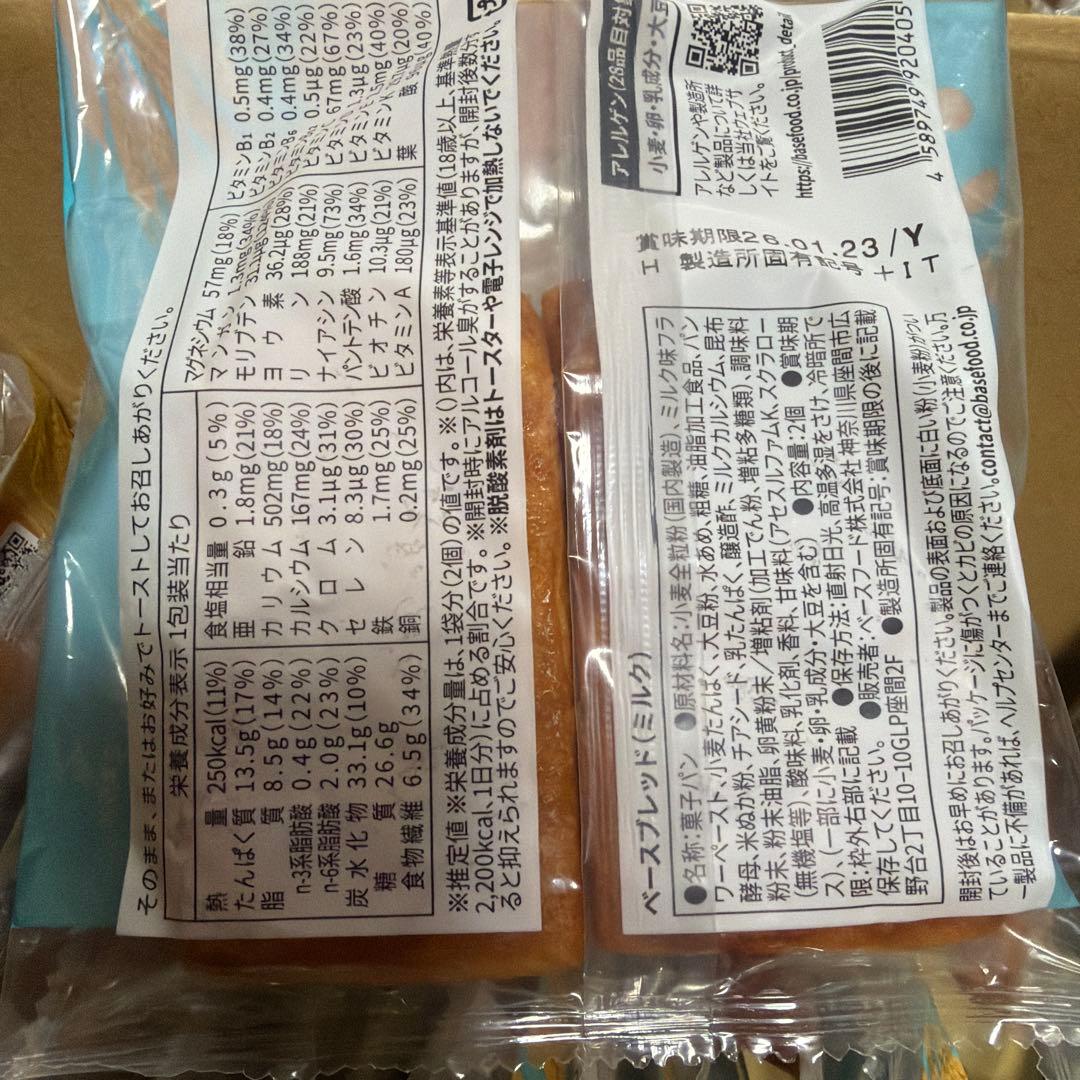 そのまま、またはお好みでトーストしてお召しあがりください。
栄養成分表示 1包装当たり
熱量 250kcal(11%)
たんぱく質 13.5g(17%)
脂質 8.5g(14%)
n-3系脂肪酸 0.4g(22%)
n-6系脂肪酸 2.0g(23%)
炭水化物 33.1g(10%)
糖質 26.6g
食物繊維 6.5g(34%)
食塩相当量 0.3g(5%)
亜鉛 1.8mg(21%)
カリウム 502mg(18%)
カルシウム 167mg(24%)
クロム 3.1μg(31%)
セレン 8.3μg(30%)
鉄 1.7mg(25%)
銅 0.2mg(25%)
マグネシウム 57mg(18%)
マンガン 1.3mg(34%)
モリブデン
ヨウ素 36.2μg(28%)
リン 188mg(21%)
ナイアシン 9.5mg(73%)
パントテン酸 1.6mg(34%)
ビオチン 10.3μg(21%)
ビタミンA 180μg(23%)
ビタミンB₁ 0.5mg(38%)
ビタミンB₂ 0.4mg(27%)
ビタミンB₆ 0.4mg(34%)
ビタミン 0.5μg(22%)
ビタミン 67mg(67%)
ビタミン (23%)
ビタミン (40%)
ビタミン (20%)
葉酸 (40%)
※推定値 ※栄養成分量は、1袋分(2個)の値です。※()内は、栄養素等表示基準値(18歳以上、基準熱量
2,200kcal、1日分)に占める割合です。※開封時にアルコール臭がすることがありますが、開封後数分
ると抑えられますのでご安心ください。※脱酸素剤はトースターや電子レンジで加熱しないでください。
ベースブレッド(ミルク)
●名称:菓子パン ●原材料名:小麦全粒粉(国内製造)、ミルク味フラ
ワーペースト、小麦たんぱく、大豆粉、水あめ、粗糖、油脂加工食品、パン
酵母、米ぬか粉、チアシード、乳たんぱく、醸造酢、ミルクカルシウム、昆布
粉末、粉末油脂、卵黄粉末／増粘剤(加工でん粉、増粘多糖類)、調味料
(無機塩等)、酸味料、乳化剤、香料、甘味料(アセスルファムK、スクラロー
ス)、(一部に小麦・卵・乳成分・大豆を含む) ●内容量:2個 ●賞味期
限:枠外右部に記載 ●保存方法:直射日光、高温多湿をさけ、冷暗所で
保存してください。 ●販売者:ベースフード株式会社 神奈川県座間市広
野台2丁目10-10GLP座間2F ●製造所固有記号:賞味期限の後に記載
開封後はお早めにお召しあがりください。製品の表面および底面に白い粉(小麦粉)がつい
ていることがあります。パッケージに傷がつくとカビの原因になるのでご注意ください。万
一製品に不備があれば、ヘルプセンターまでご連絡ください。contact@basefood.co.jp
賞味期限26.01.23/Y
アレルゲン(28品目対象
小麦・卵・乳成分・大豆
アレルゲンや製造所
など製品について詳
しくは当社ウェブサ
イトをご覧ください。
4 589749 920405